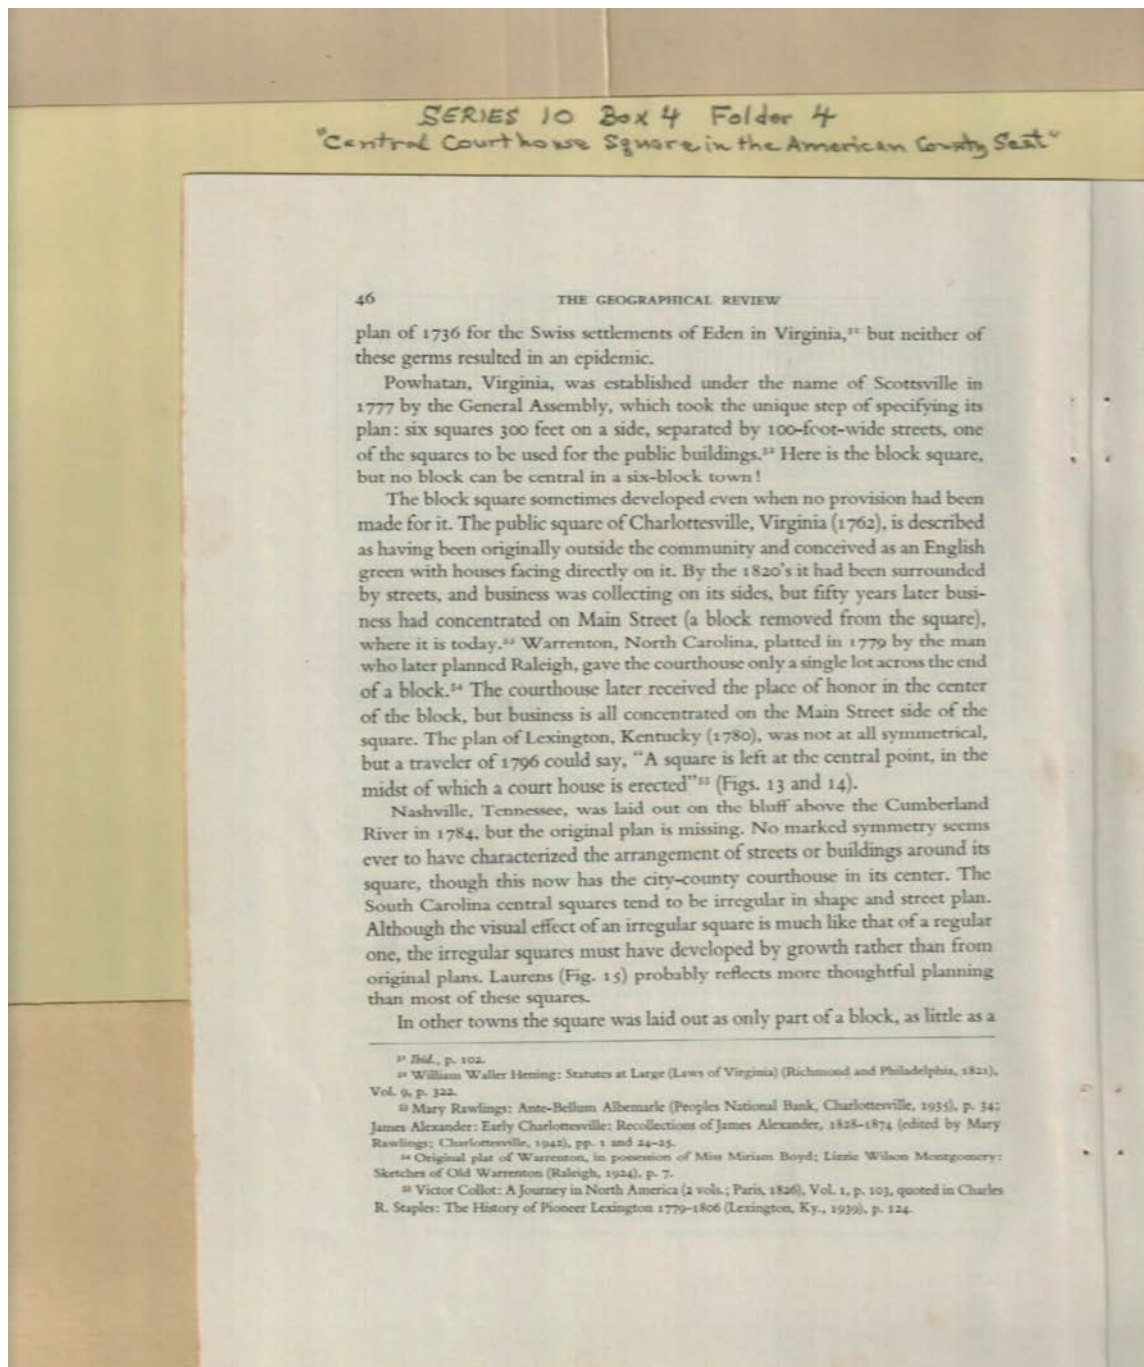 SERIES 10 Box 4 Folder 4
"Central Courthouse Square in the American County Seat"
46 THE GEOGRAPHICAL REVIEW
plan of 1736 for the Swiss settlements of Eden in Virginia, but neither of
these germs resulted in an epidemic.
Powhatan, Virginia, was established under the name of Scottsville in
1777 by the General Assembly, which took the unique step of specifying its
plan: six squares 300 feet on a side, separated by 100-foot-wide streets, one
of the squares to be used for the public buildings. Here is the block square,
but no block can be central in a six-block town!
The block square sometimes developed even when no provision had been
made for it. The public square of Charlottesville, Virginia (1762), is described
as having been originally outside the community and conceived as an English
green with houses facing directly on it. By the 1820's it had been surrounded
by streets, and business was collecting on its sides, but fifty years later busi-
ness had concentrated on Main Street (a block removed from the square),
where it is today. Warrenton, North Carolina, platted in 1779 by the man
who later planned Raleigh, gave the courthouse only a single lot across the end
of a block.⁵⁴ The courthouse later received the place of honor in the center
of the block, but business is all concentrated on the Main Street side of the
square. The plan of Lexington, Kentucky (1780), was not at all symmetrical,
but a traveler of 1796 could say, "A square is left at the central point, in the
midst of which a court house is erected"⁵⁵ (Figs. 13 and 14).
Nashville, Tennessee, was laid out on the bluff above the Cumberland
River in 1784, but the original plan is missing. No marked symmetry seems
ever to have characterized the arrangement of streets or buildings around its
square, though this now has the city-county courthouse in its center. The
South Carolina central squares tend to be irregular in shape and street plan.
Although the visual effect of an irregular square is much like that of a regular
one, the irregular squares must have developed by growth rather than from
original plans. Laurens (Fig. 15) probably reflects more thoughtful planning
than most of these squares.
In other towns the square was laid out as only part of a block, as little as a
Ibid., p. 102.
William Waller Hening: Statutes at Large (Laws of Virginia) (Richmond and Philadelphia, 1821),
Vol. 9, p. 322.
Mary Rawlings: Ante-Bellum Albemarle (Peoples National Bank, Charlottesville, 1935), p. 34;
James Alexander: Early Charlottesville: Recollections of James Alexander, 1828-1874 (edited by Mary
Rawlings; Charlottesville, 1942), pp. 1 and 24-25.
⁵⁴ Original plat of Warrenton, in possession of Miss Miriam Boyd; Lizzie Wilson Montgomery:
Sketches of Old Warrenton (Raleigh, 1924), p. 7.
⁵⁵ Victor Collot: A Journey in North America (2 vols.; Paris, 1826), Vol. 1, p. 103, quoted in Charles
R. Staples: The History of Pioneer Lexington 1779-1806 (Lexington, Ky., 1939), p. 124.